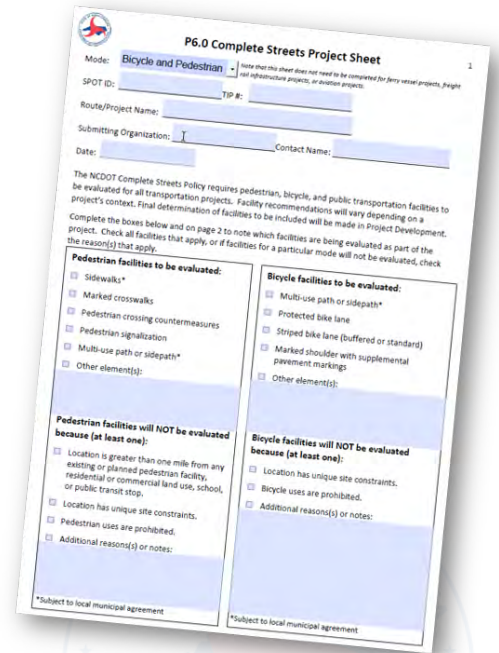 P6.0 Complete Streets Project Sheet
1
Mode: Bicycle and Pedestrian
Note that this sheet does not need to be completed for ferry vessel projects, freight
rail infrastructure projects, or aviation projects.
SPOT ID:
TIP #:
Route/Project Name:
Submitting Organization:
Contact Name:
Date:
The NCDOT Complete Streets Policy requires pedestrian, bicycle, and public transportation facilities to
be evaluated for all transportation projects. Facility recommendations will vary depending on a
project's context. Final determination of facilities to be included will be made in Project Development.
Complete the boxes below and on page 2 to note which facilities are being evaluated as part of the
project. Check all facilities that apply, or if facilities for a particular mode will not be evaluated, check
the reason(s) that apply.
Pedestrian facilities to be evaluated:
Sidewalks*
Marked crosswalks
Pedestrian crossing countermeasures
Pedestrian signalization
Multi-use path or sidepath*
Other element(s):
Pedestrian facilities will NOT be evaluated
because (at least one):
Location is greater than one mile from any
existing or planned pedestrian facility,
residential or commercial land use, school,
or public transit stop.
Location has unique site constraints.
Pedestrian uses are prohibited.
Additional reasons(s) or notes:
*Subject to local municipal agreement
Bicycle facilities to be evaluated:
Multi-use path or sidepath*
Protected bike lane
Striped bike lane (buffered or standard)
Marked shoulder with supplemental
pavement markings
Other element(s):
Bicycle facilities will NOT be evaluated
because (at least one):
Location has unique site constraints.
Bicycle uses are prohibited.
Additional reasons(s) or notes:
*Subject to local municipal agreement